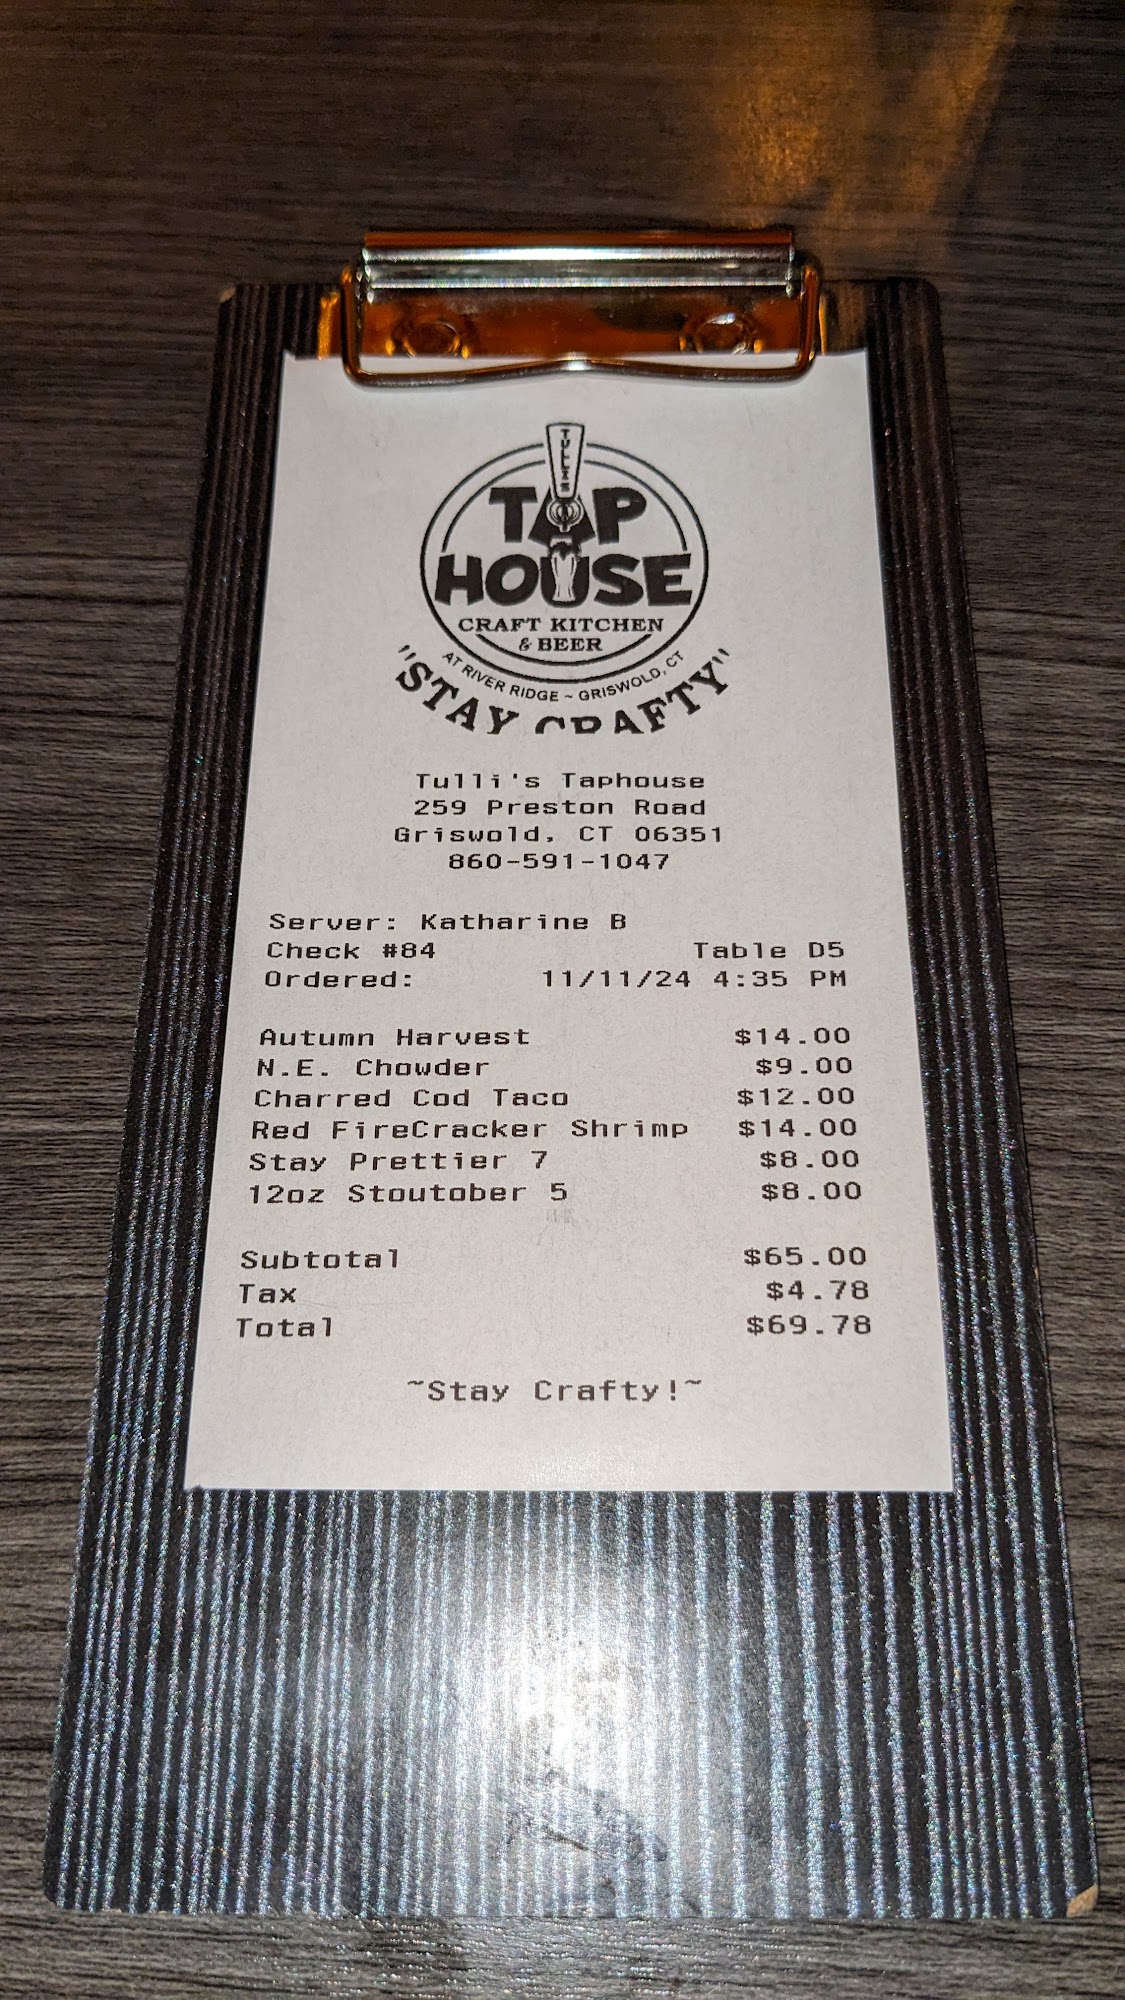 TULLI'S
TAP
HOUSE
CRAFT KITCHEN
& BEER
AT RIVER RIDGE ~ GRISWOLD, CT
"STAY CRAFTY"
Tulli's Taphouse
259 Preston Road
Griswold, CT 06351
860-591-1047
Server: Katharine B
Check #84 Table D5
Ordered: 11/11/24 4:35 PM
Autumn Harvest $14.00
N.E. Chowder $9.00
Charred Cod Taco $12.00
Red FireCracker Shrimp $14.00
Stay Prettier 7 $8.00
12oz Stoutober 5 $8.00
Subtotal $65.00
Tax $4.78
Total $69.78
~Stay Crafty!~